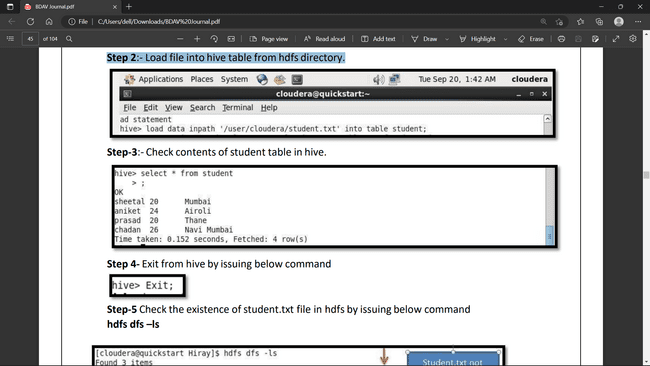 BDAV Journal.pdf
File
C:/Users/dell/Downloads/BDAV%20Journal.pdf
45 of 104
Page view
Read aloud
Add text
Draw
Highlight
Erase
Step 2:- Load file into hive table from hdfs directory.
Applications Places System
Tue Sep 20, 1:42 AM cloudera
cloudera@quickstart:~
File Edit View Search Terminal Help
ad statement
hive> load data inpath '/user/cloudera/student.txt' into table student;
Step-3:- Check contents of student table in hive.
hive> select * from student
> ;
OK
sheetal 20 Mumbai
aniket 24 Airoli
prasad 20 Thane
chadan 26 Navi Mumbai
Time taken: 0.152 seconds, Fetched: 4 row(s)
Step 4- Exit from hive by issuing below command
hive> Exit;
Step-5 Check the existence of student.txt file in hdfs by issuing below command
hdfs dfs –ls
[cloudera@quickstart Hiray]$ hdfs dfs -ls
Found 3 items
Student.txt not